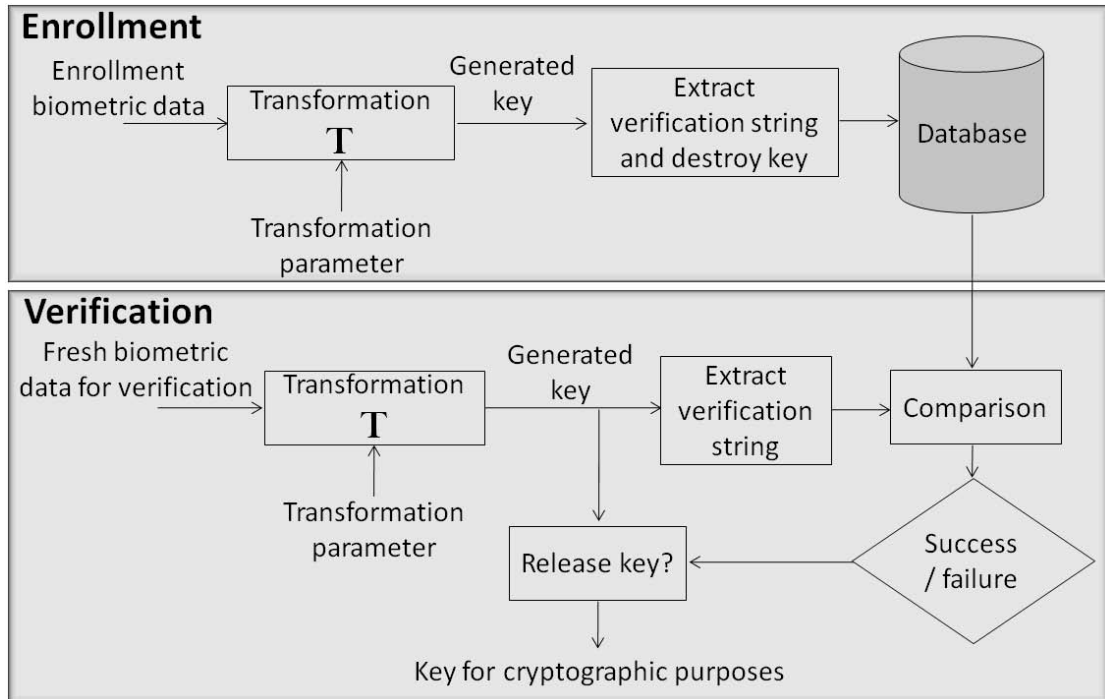 Enrollment
Enrollment
biometric data
Transformation
T
Transformation
parameter
Generated
key
Extract
verification string
and destroy key
Database
Verification
Fresh biometric
data for verification
Transformation
T
Transformation
parameter
Generated
key
Extract
verification
string
Comparison
Success
/ failure
Release key?
Key for cryptographic purposes